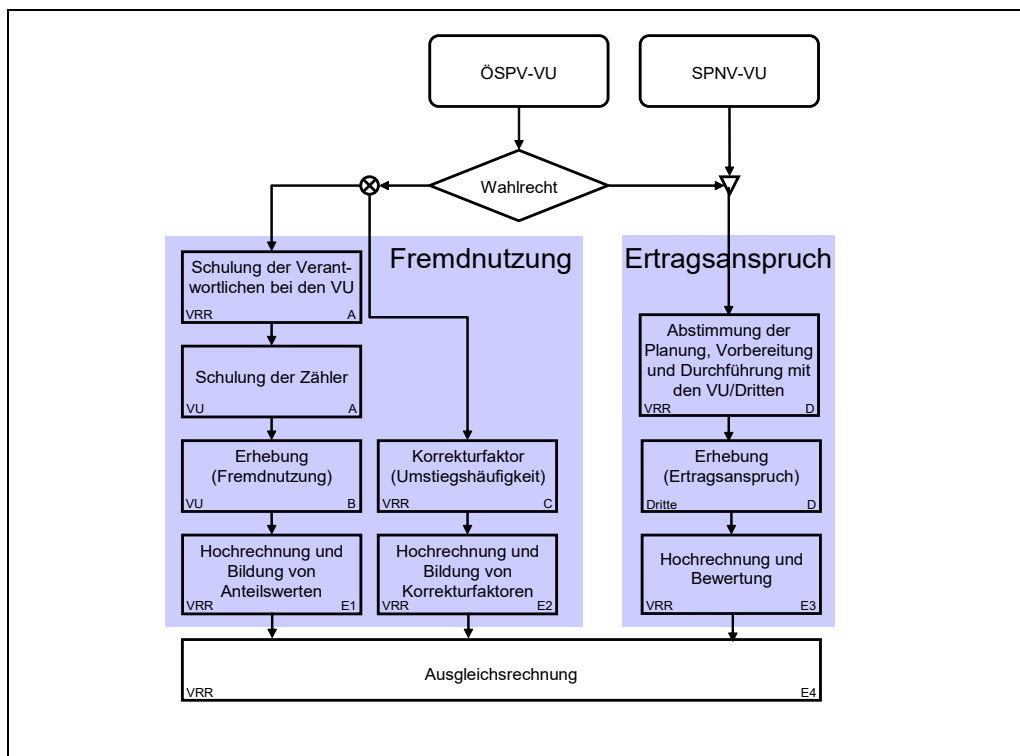 ÖSPV-VU
SPNV-VU
Wahlrecht
Fremdnutzung
Ertragsanspruch
Schulung der Verant-
wortlichen bei den VU
VRR
A
Schulung der Zähler
VU
A
Erhebung
(Fremdnutzung)
VU
B
Hochrechnung und
Bildung von
Anteilswerten
VRR
E1
Korrekturfaktor
(Umstiegshäufigkeit)
VRR
C
Hochrechnung und
Bildung von
Korrekturfaktoren
VRR
E2
Abstimmung der
Planung, Vorbereitung
und Durchführung mit
den VU/Dritten
VRR
D
Erhebung
(Ertragsanspruch)
Dritte
D
Hochrechnung und
Bewertung
VRR
E3
Ausgleichsrechnung
VRR
E4